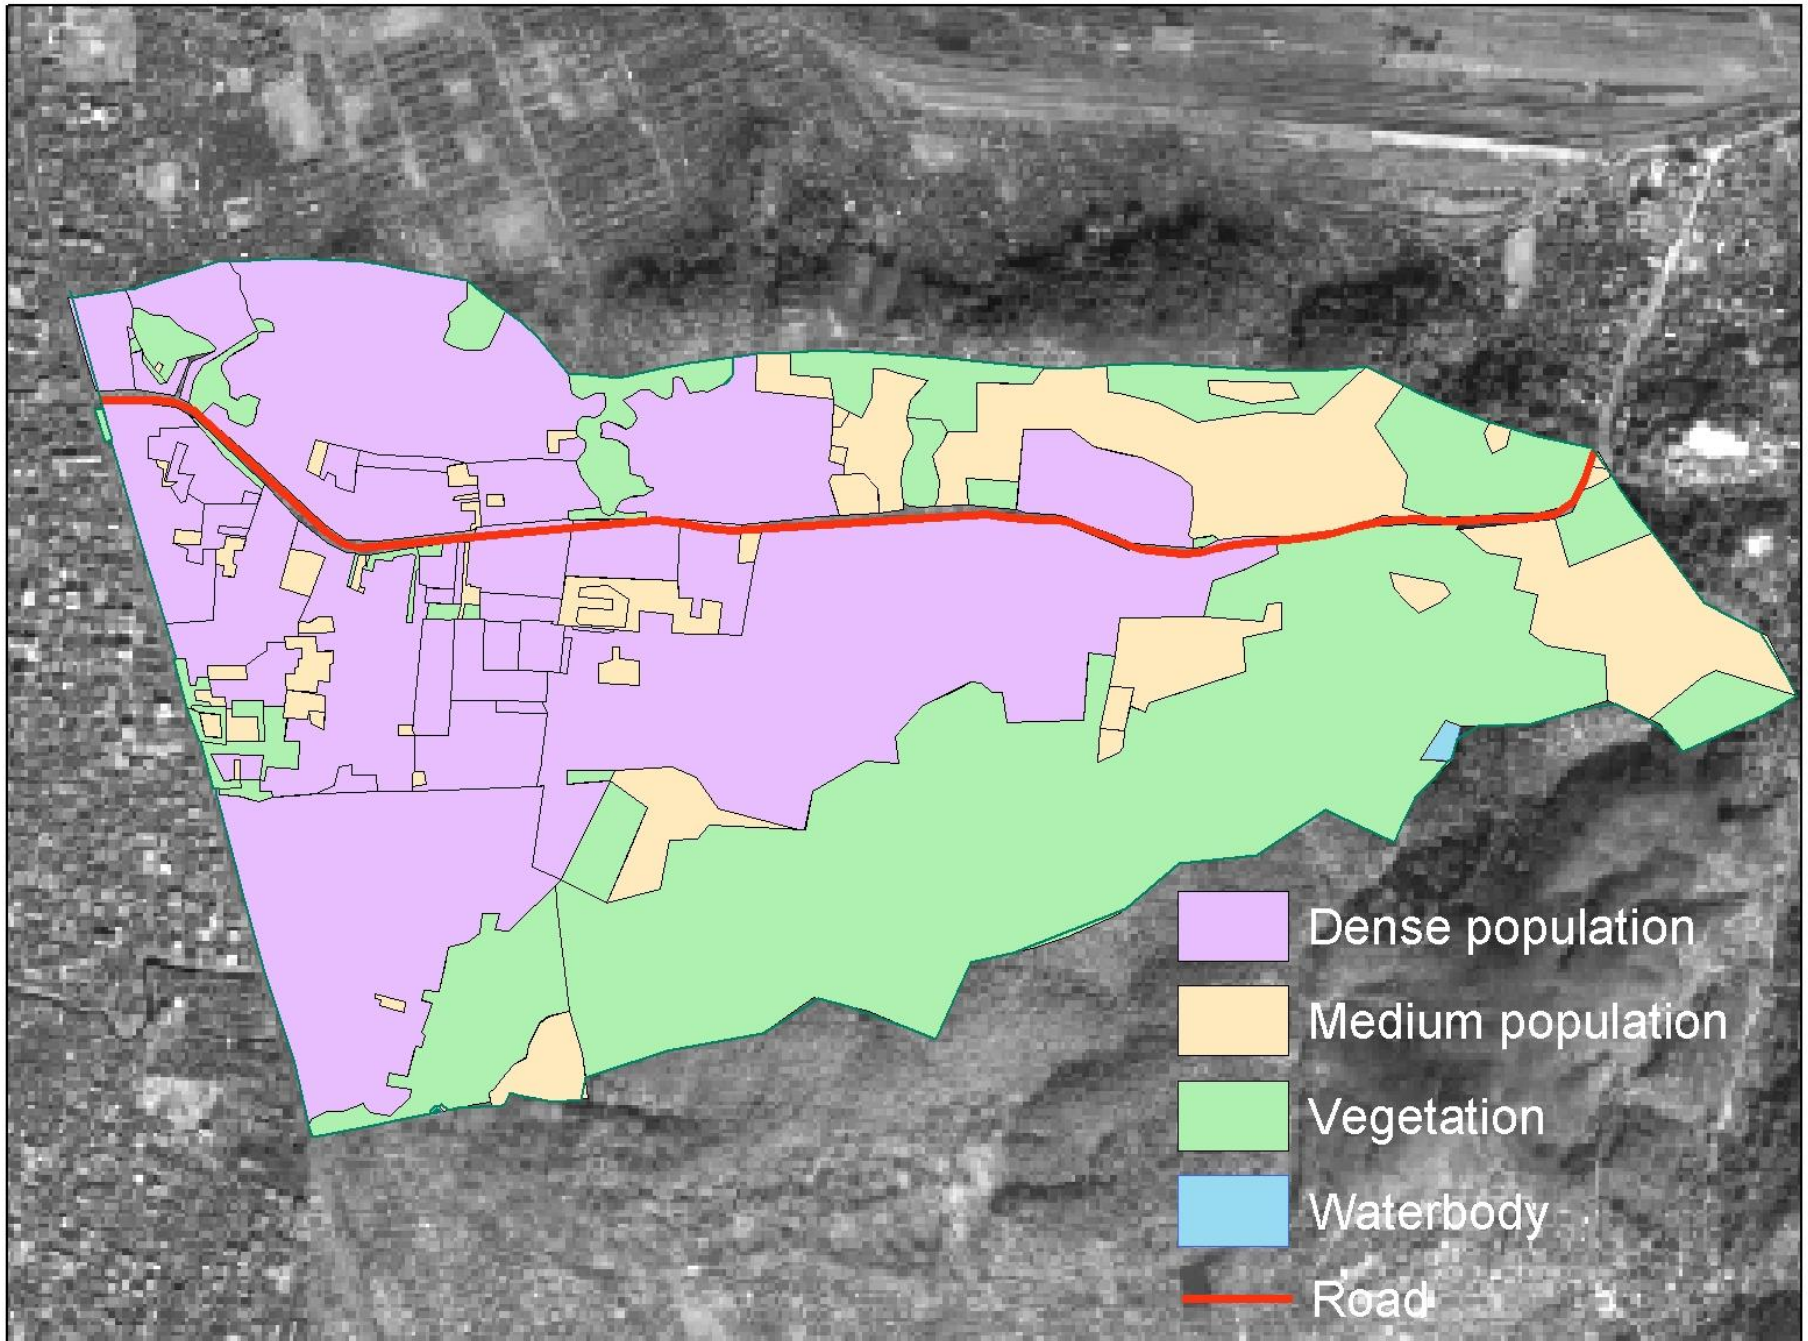 Dense population
Medium population
Vegetation
Waterbody
Road